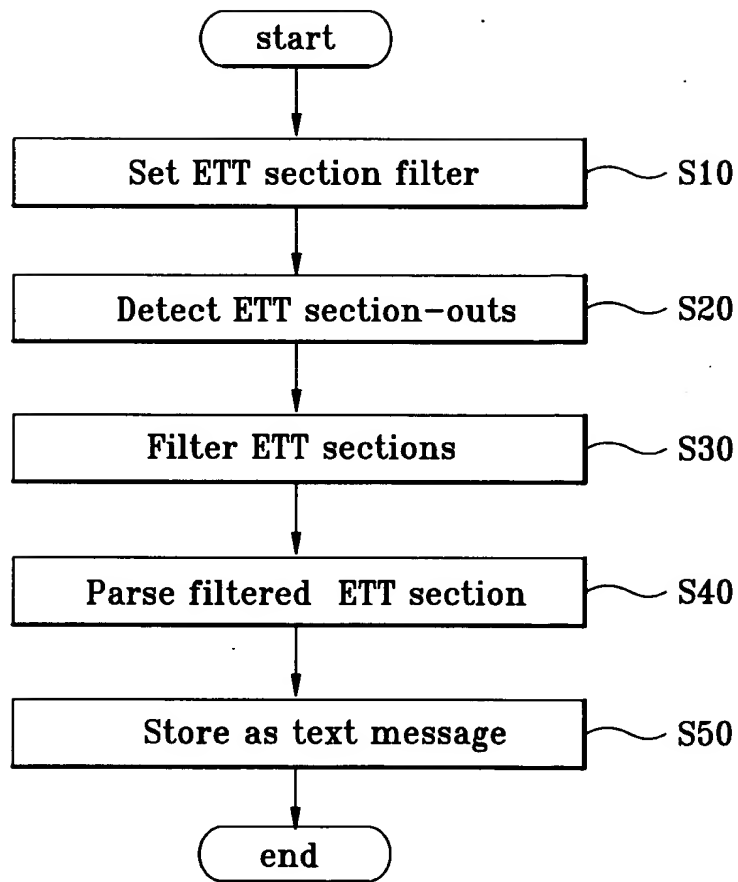 start
Set ETT section filter S10
Detect ETT section-outs S20
Filter ETT sections S30
Parse filtered ETT section S40
Store as text message S50
end